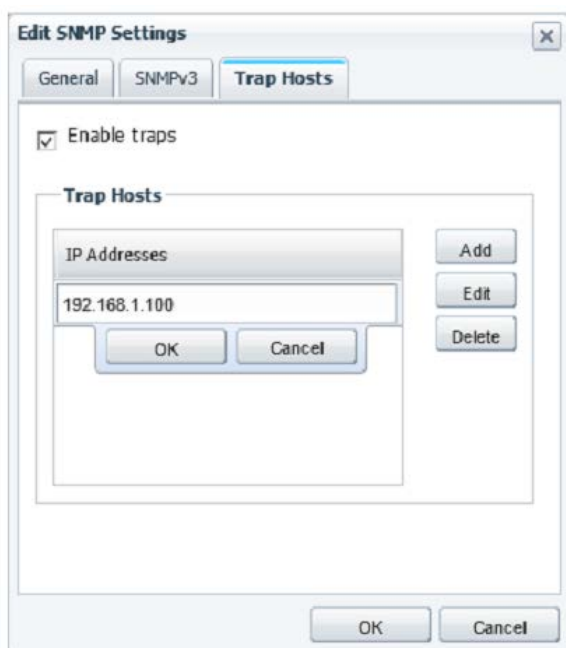 Edit SNMP Settings
General SNMPv3 Trap Hosts
Enable traps
Trap Hosts
IP Addresses
Add
192.168.1.100
Edit
OK Cancel
Delete
OK Cancel